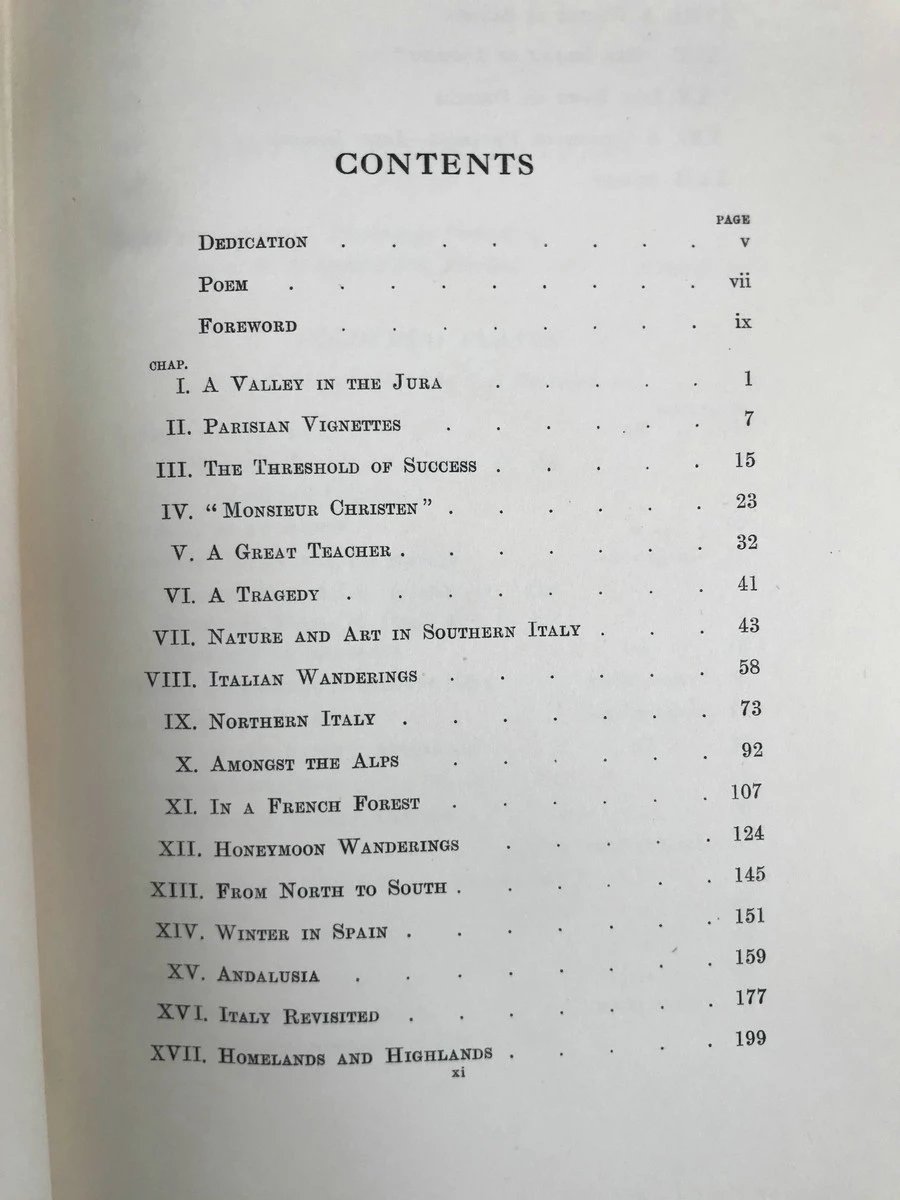 CONTENTS
PAGE
DEDICATION . . . . . . . . v
POEM . . . . . . . . . vii
FOREWORD . . . . . . . . ix
CHAP.
I. A VALLEY IN THE JURA . . . . . 1
II. PARISIAN VIGNETTES . . . . . . 7
III. THE THRESHOLD OF SUCCESS . . . . . 15
IV. “MONSIEUR CHRISTEN” . . . . . . 23
V. A GREAT TEACHER . . . . . . . 32
VI. A TRAGEDY . . . . . . . . 41
VII. NATURE AND ART IN SOUTHERN ITALY . . . 43
VIII. ITALIAN WANDERINGS . . . . . . 58
IX. NORTHERN ITALY . . . . . . . 73
X. AMONGST THE ALPS . . . . . . 92
XI. IN A FRENCH FOREST . . . . . . 107
XII. HONEYMOON WANDERINGS . . . . . 124
XIII. FROM NORTH TO SOUTH . . . . . . 145
XIV. WINTER IN SPAIN . . . . . . . 151
XV. ANDALUSIA . . . . . . . . 159
XVI. ITALY REVISITED . . . . . . . 177
XVII. HOMELANDS AND HIGHLANDS . . . . . 199
xi